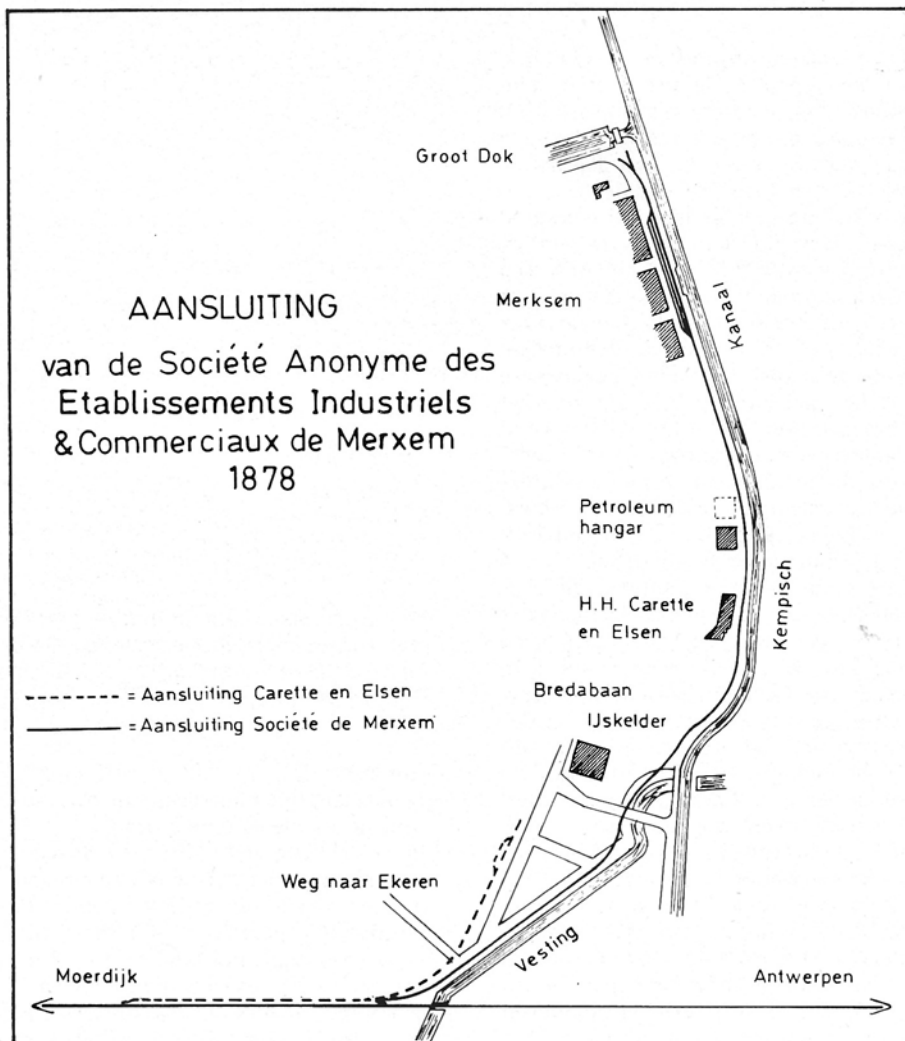 Groot Dok
Merksem
Kanaal
AANSLUITING
van de Société Anonyme des
Etablissements Industriels
& Commerciaux de Merxem
1878
Petroleum
hangar
H.H. Carette
en Elsen
Kempisch
Bredabaan
IJskelder
= Aansluiting Carette en Elsen
= Aansluiting Société de Merxem
Weg naar Ekeren
Vesting
Moerdijk
Antwerpen